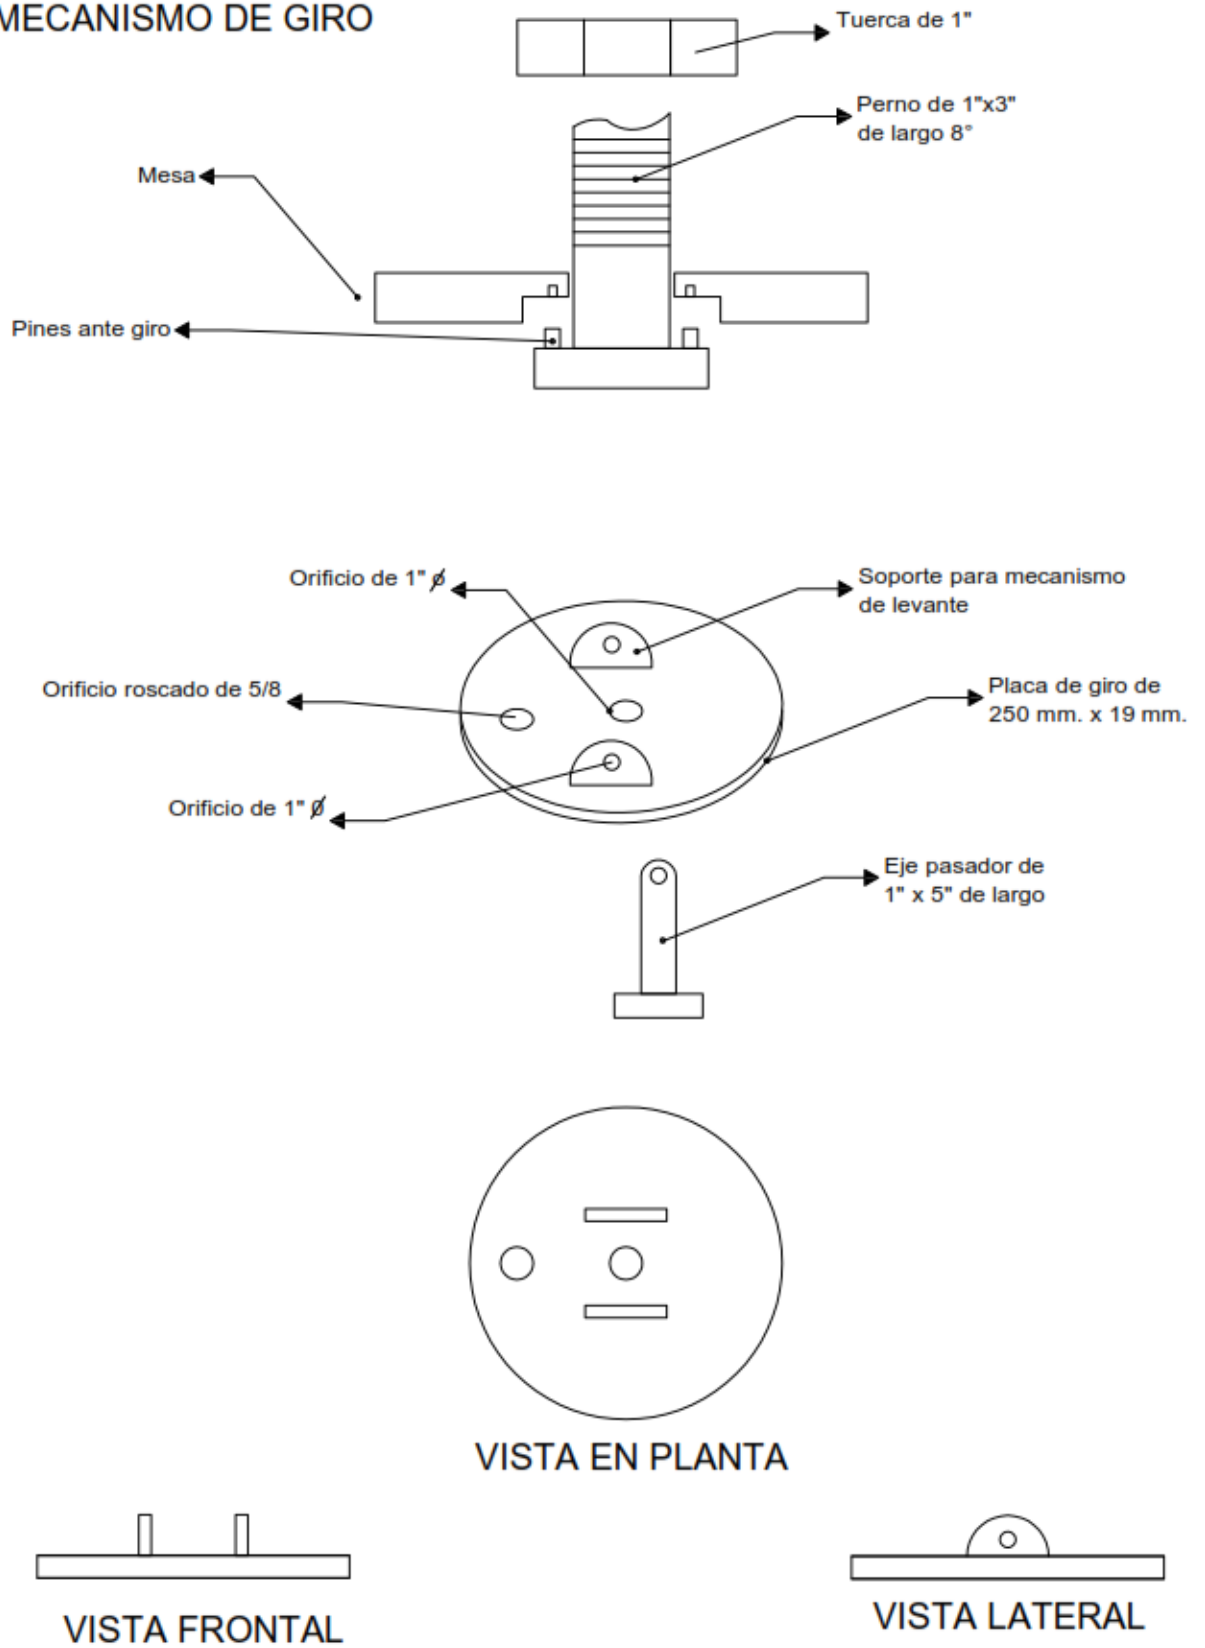 MECANISMO DE GIRO
Tuerca de 1"
Perno de 1"x3"
de largo 8°
Mesa
Pines ante giro
Orificio de 1" Ø
Soporte para mecanismo
de levante
Orificio roscado de 5/8
Placa de giro de
250 mm. x 19 mm.
Orificio de 1" Ø
Eje pasador de
1" x 5" de largo
VISTA EN PLANTA
VISTA FRONTAL
VISTA LATERAL